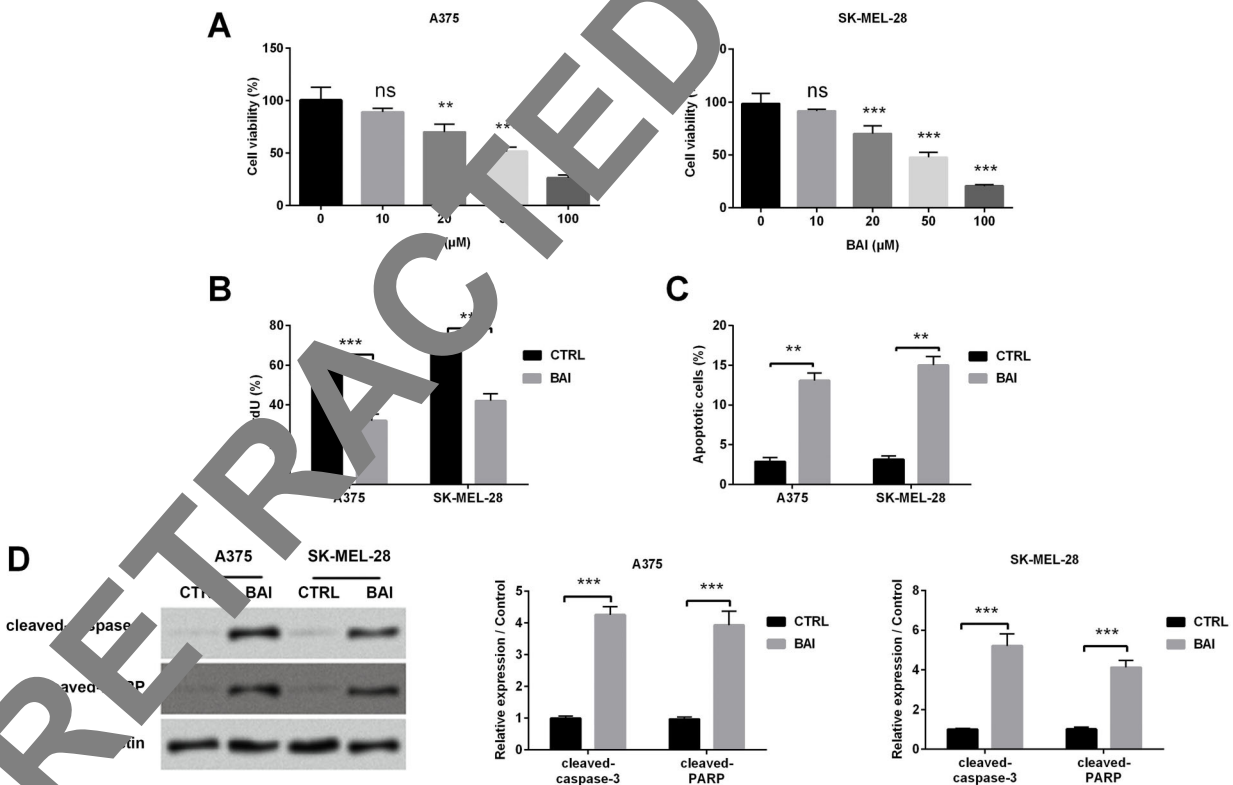 A
A375
SK-MEL-28
Cell viability (%)
150
100
50
0
ns
**
**
0
10
20
100
(µM)
Cell viability
100
50
0
ns
***
***
***
0
10
20
50
100
BAI (µM)
B
80
60
40
***
**
CTRL
BAI
A375
SK-MEL-28
C
Apoptotic cells (%)
20
15
10
5
0
**
**
CTRL
BAI
A375
SK-MEL-28
D
A375
SK-MEL-28
BAI
CTRL
BAI
A375
Relative expression / Control
5
4
3
2
1
0
***
***
CTRL
BAI
cleaved-
caspase-3
cleaved-
PARP
SK-MEL-28
Relative expression / Control
8
6
4
2
0
***
***
CTRL
BAI
cleaved-
caspase-3
cleaved-
PARP
RETRACTED